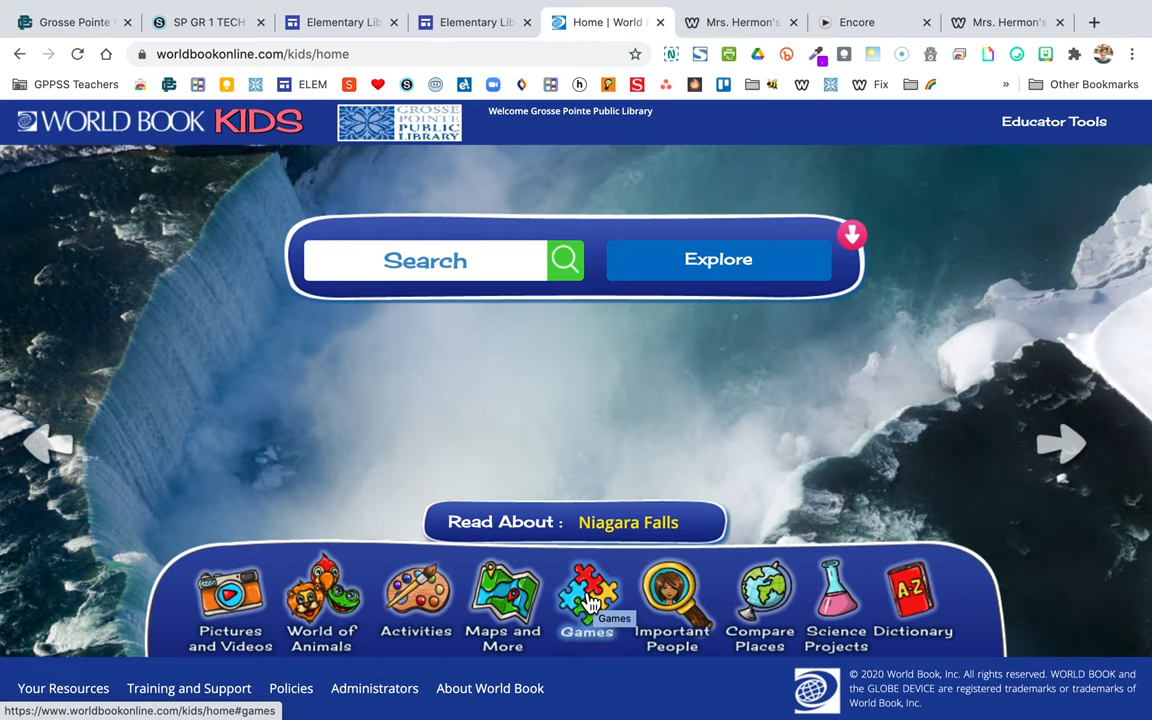 Grosse Pointe
SP GR 1 TECH
Elementary Lib
Elementary Lib
Home | World
Mrs. Hermon's
Encore
Mrs. Hermon's
worldbookonline.com/kids/home
GPPSS Teachers
ELEM
Fix
Other Bookmarks
WORLD BOOK KIDS
GROSSE
POINTE
PUBLIC
LIBRARY
Welcome Grosse Pointe Public Library
Educator Tools
Search
Explore
Read About : Niagara Falls
Pictures and Videos
World of Animals
Activities
Maps and More
Games
Games
Important People
Compare Places
Science Projects
Dictionary
A-Z
Your Resources
Training and Support
Policies
Administrators
About World Book
© 2020 World Book, Inc. All rights reserved. WORLD BOOK and
the GLOBE DEVICE are registered trademarks or trademarks of
World Book, Inc.
https://www.worldbookonline.com/kids/home#games